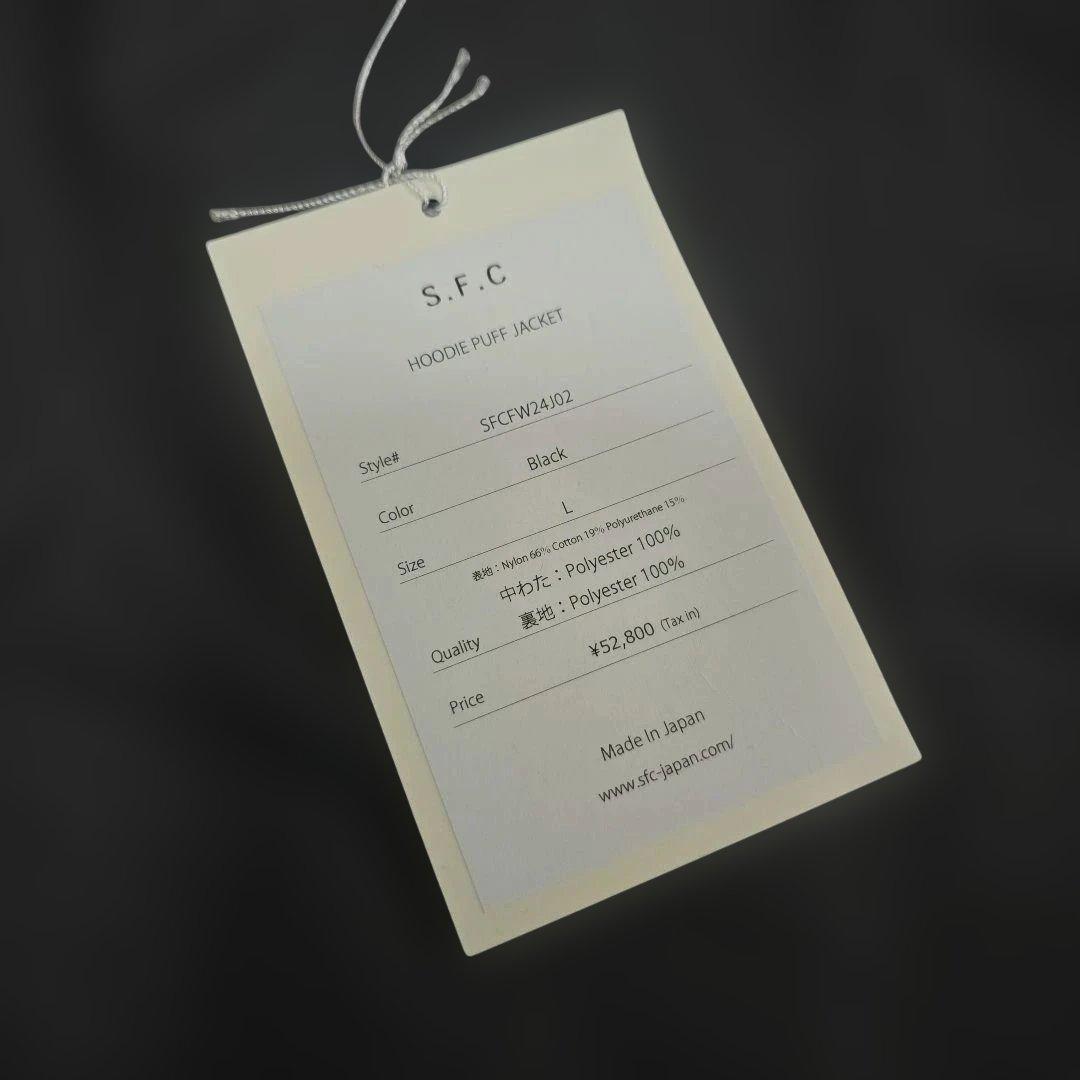 S.F.C
HOODIE PUFF JACKET
Style# SFCFW24J02
Color Black
Size L
表地：Nylon 66% Cotton 19% Polyurethane 15%
中わた：Polyester 100%
Quality 裏地：Polyester 100%
Price ¥52,800 (Tax in)
Made In Japan
www.sfc-japan.com/